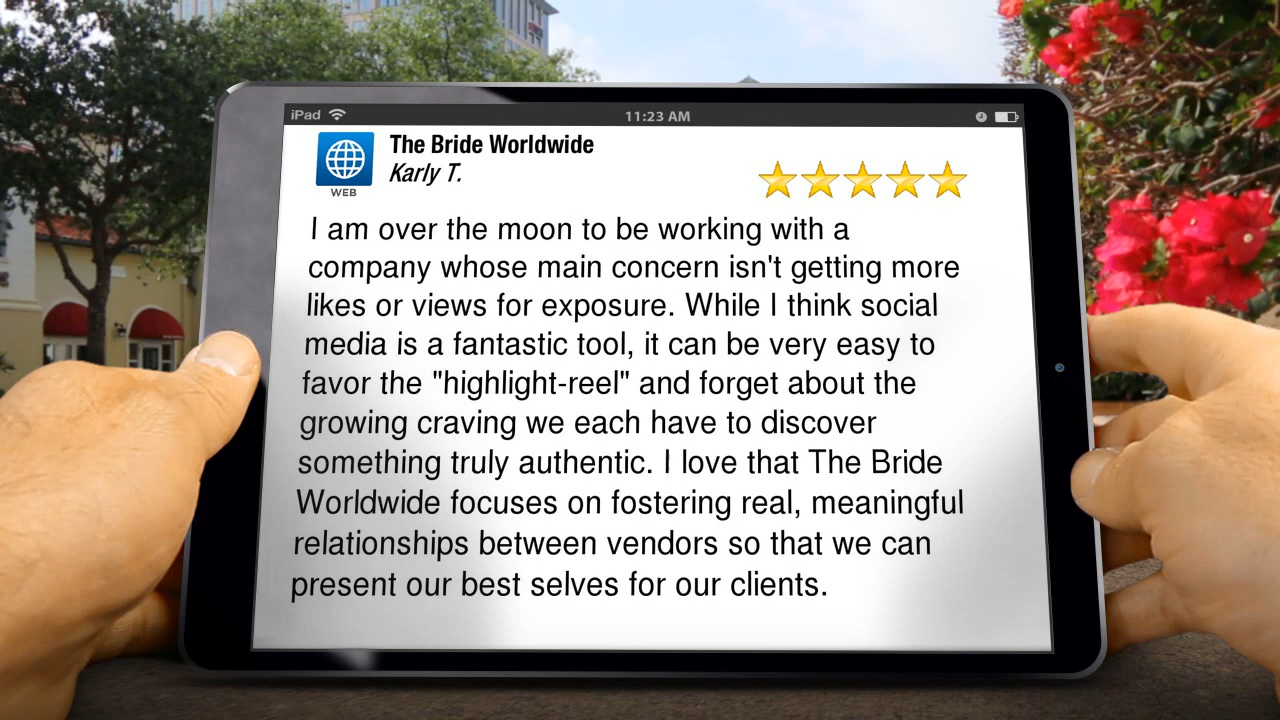 iPad 11:23 AM
The Bride Worldwide
Karly T.
WEB
I am over the moon to be working with a
company whose main concern isn't getting more
likes or views for exposure. While I think social
media is a fantastic tool, it can be very easy to
favor the "highlight-reel" and forget about the
growing craving we each have to discover
something truly authentic. I love that The Bride
Worldwide focuses on fostering real, meaningful
relationships between vendors so that we can
present our best selves for our clients.